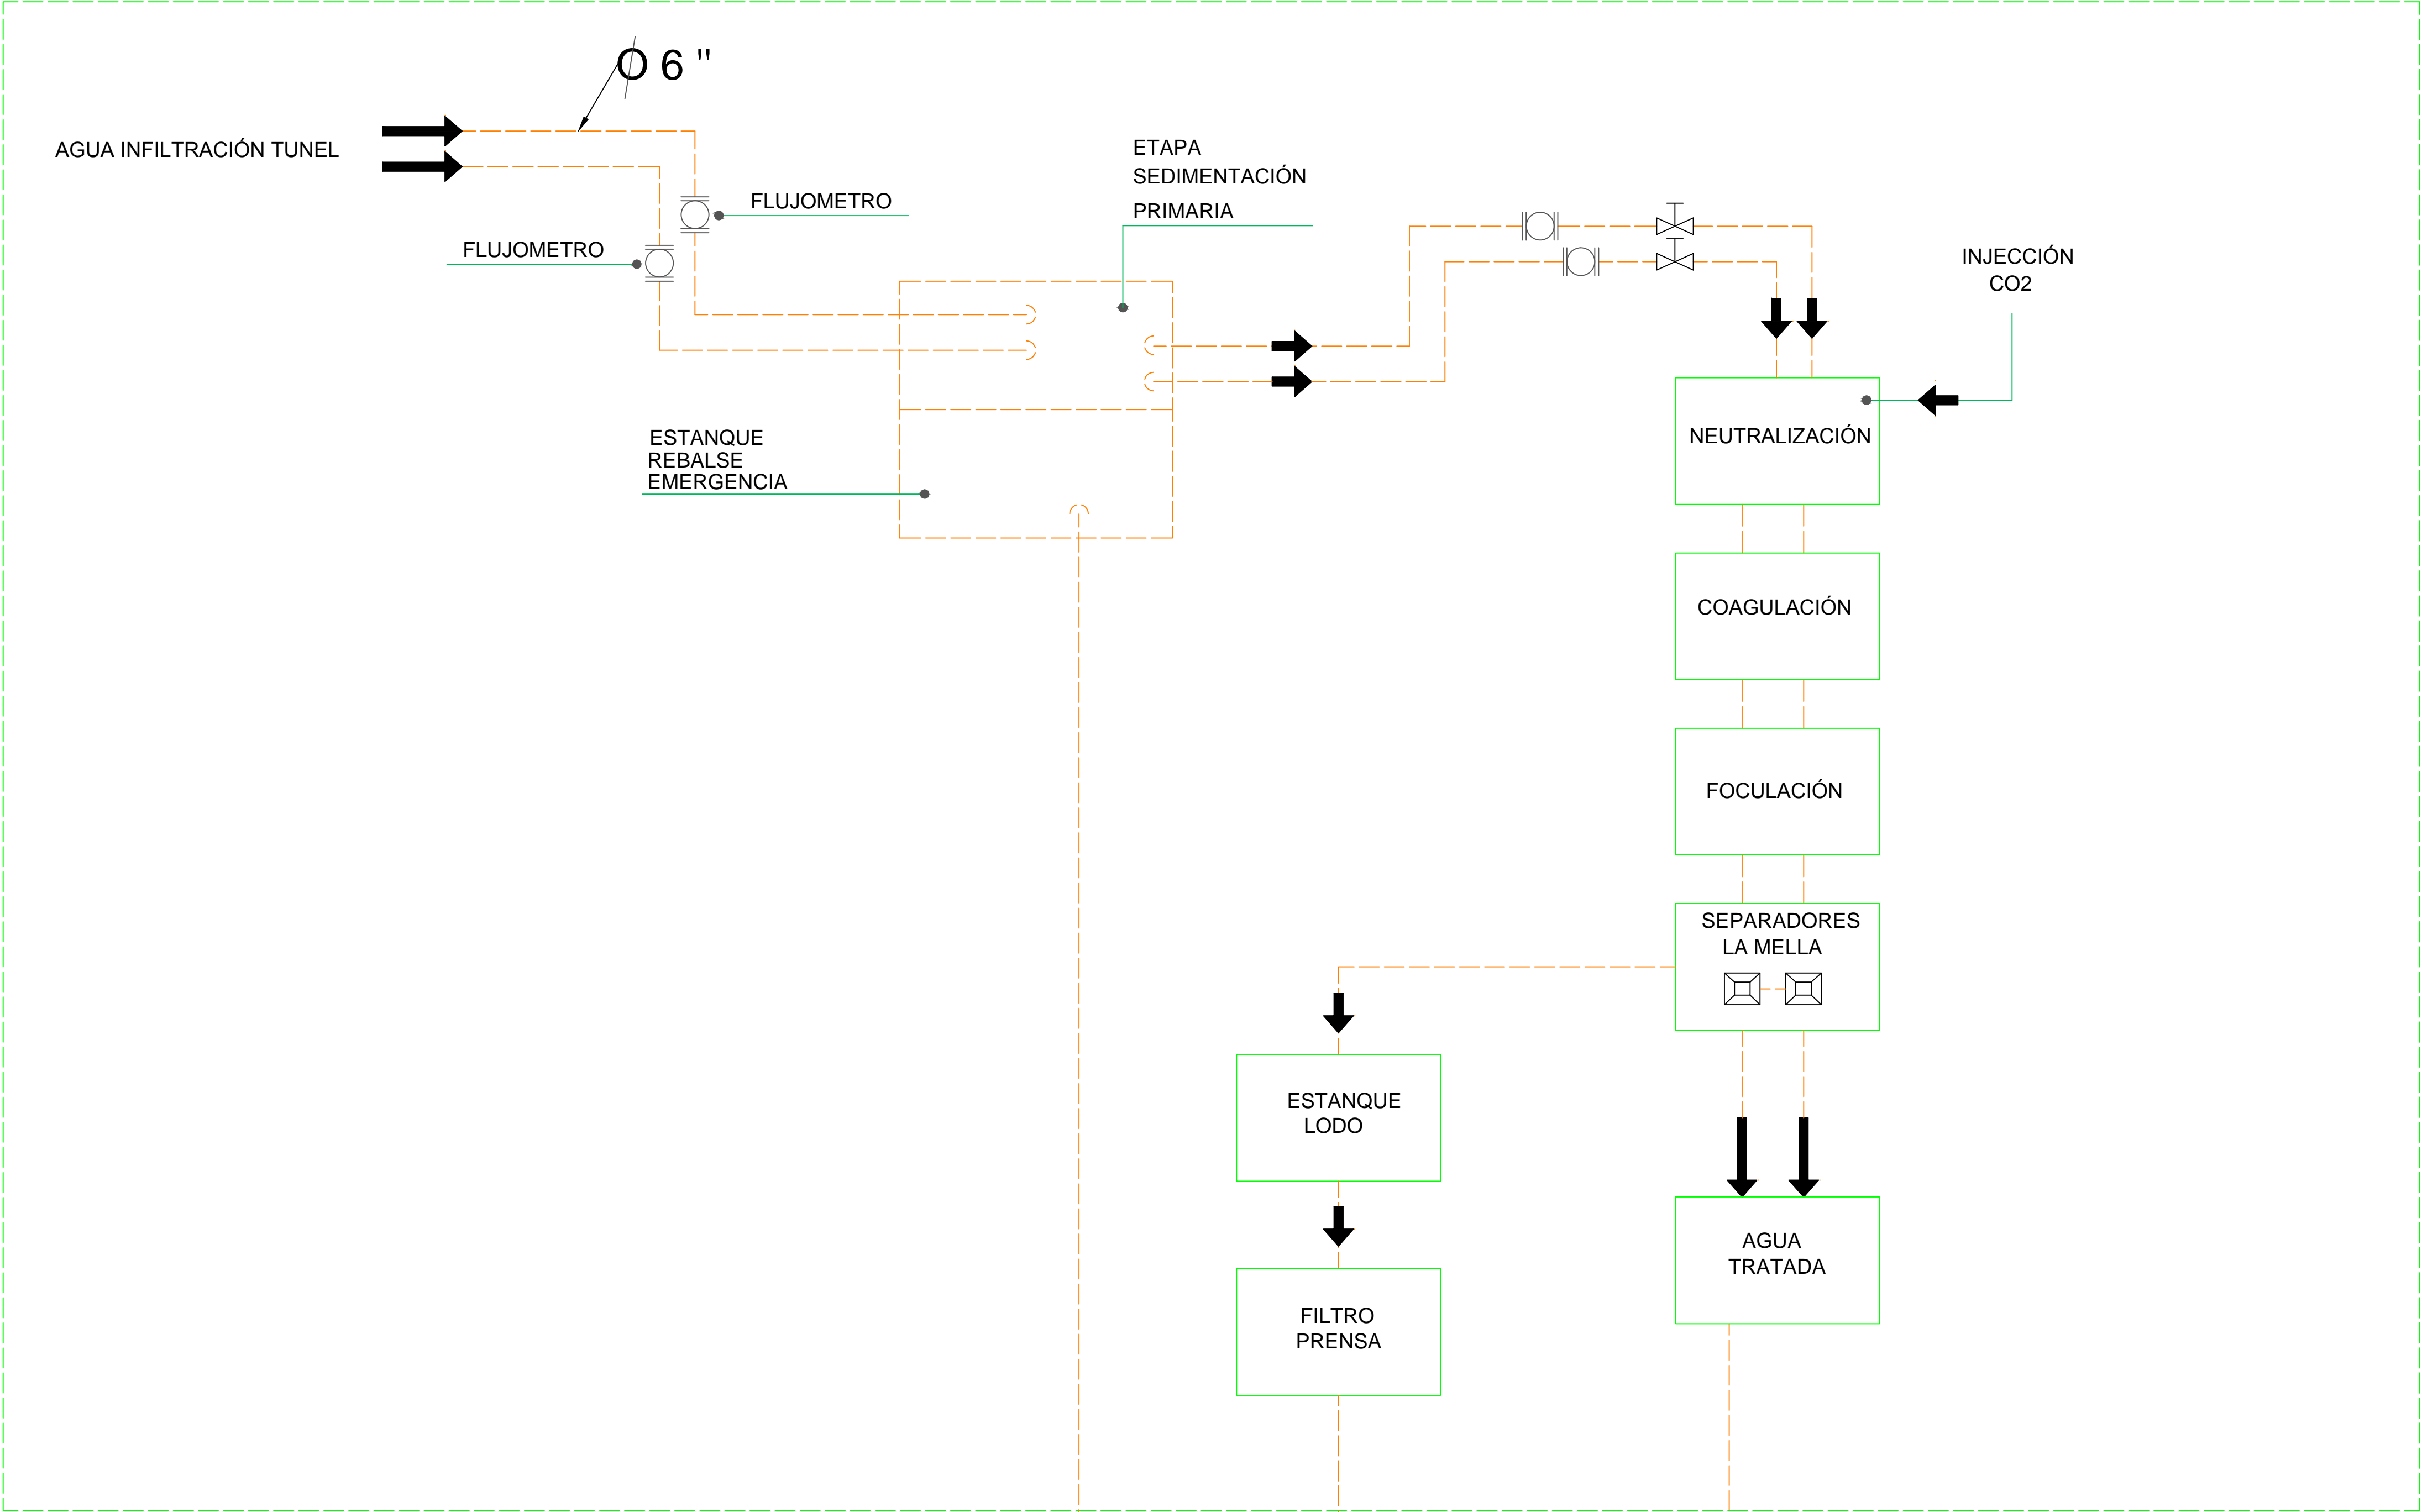 Ø 6 "
AGUA INFILTRACIÓN TUNEL
FLUJOMETRO
FLUJOMETRO
ETAPA
SEDIMENTACIÓN
PRIMARIA
INJECCIÓN
CO2
ESTANQUE
REBALSE
EMERGENCIA
NEUTRALIZACIÓN
COAGULACIÓN
FOCULACIÓN
SEPARADORES
LA MELLA
ESTANQUE
LODO
AGUA
TRATADA
FILTRO
PRENSA